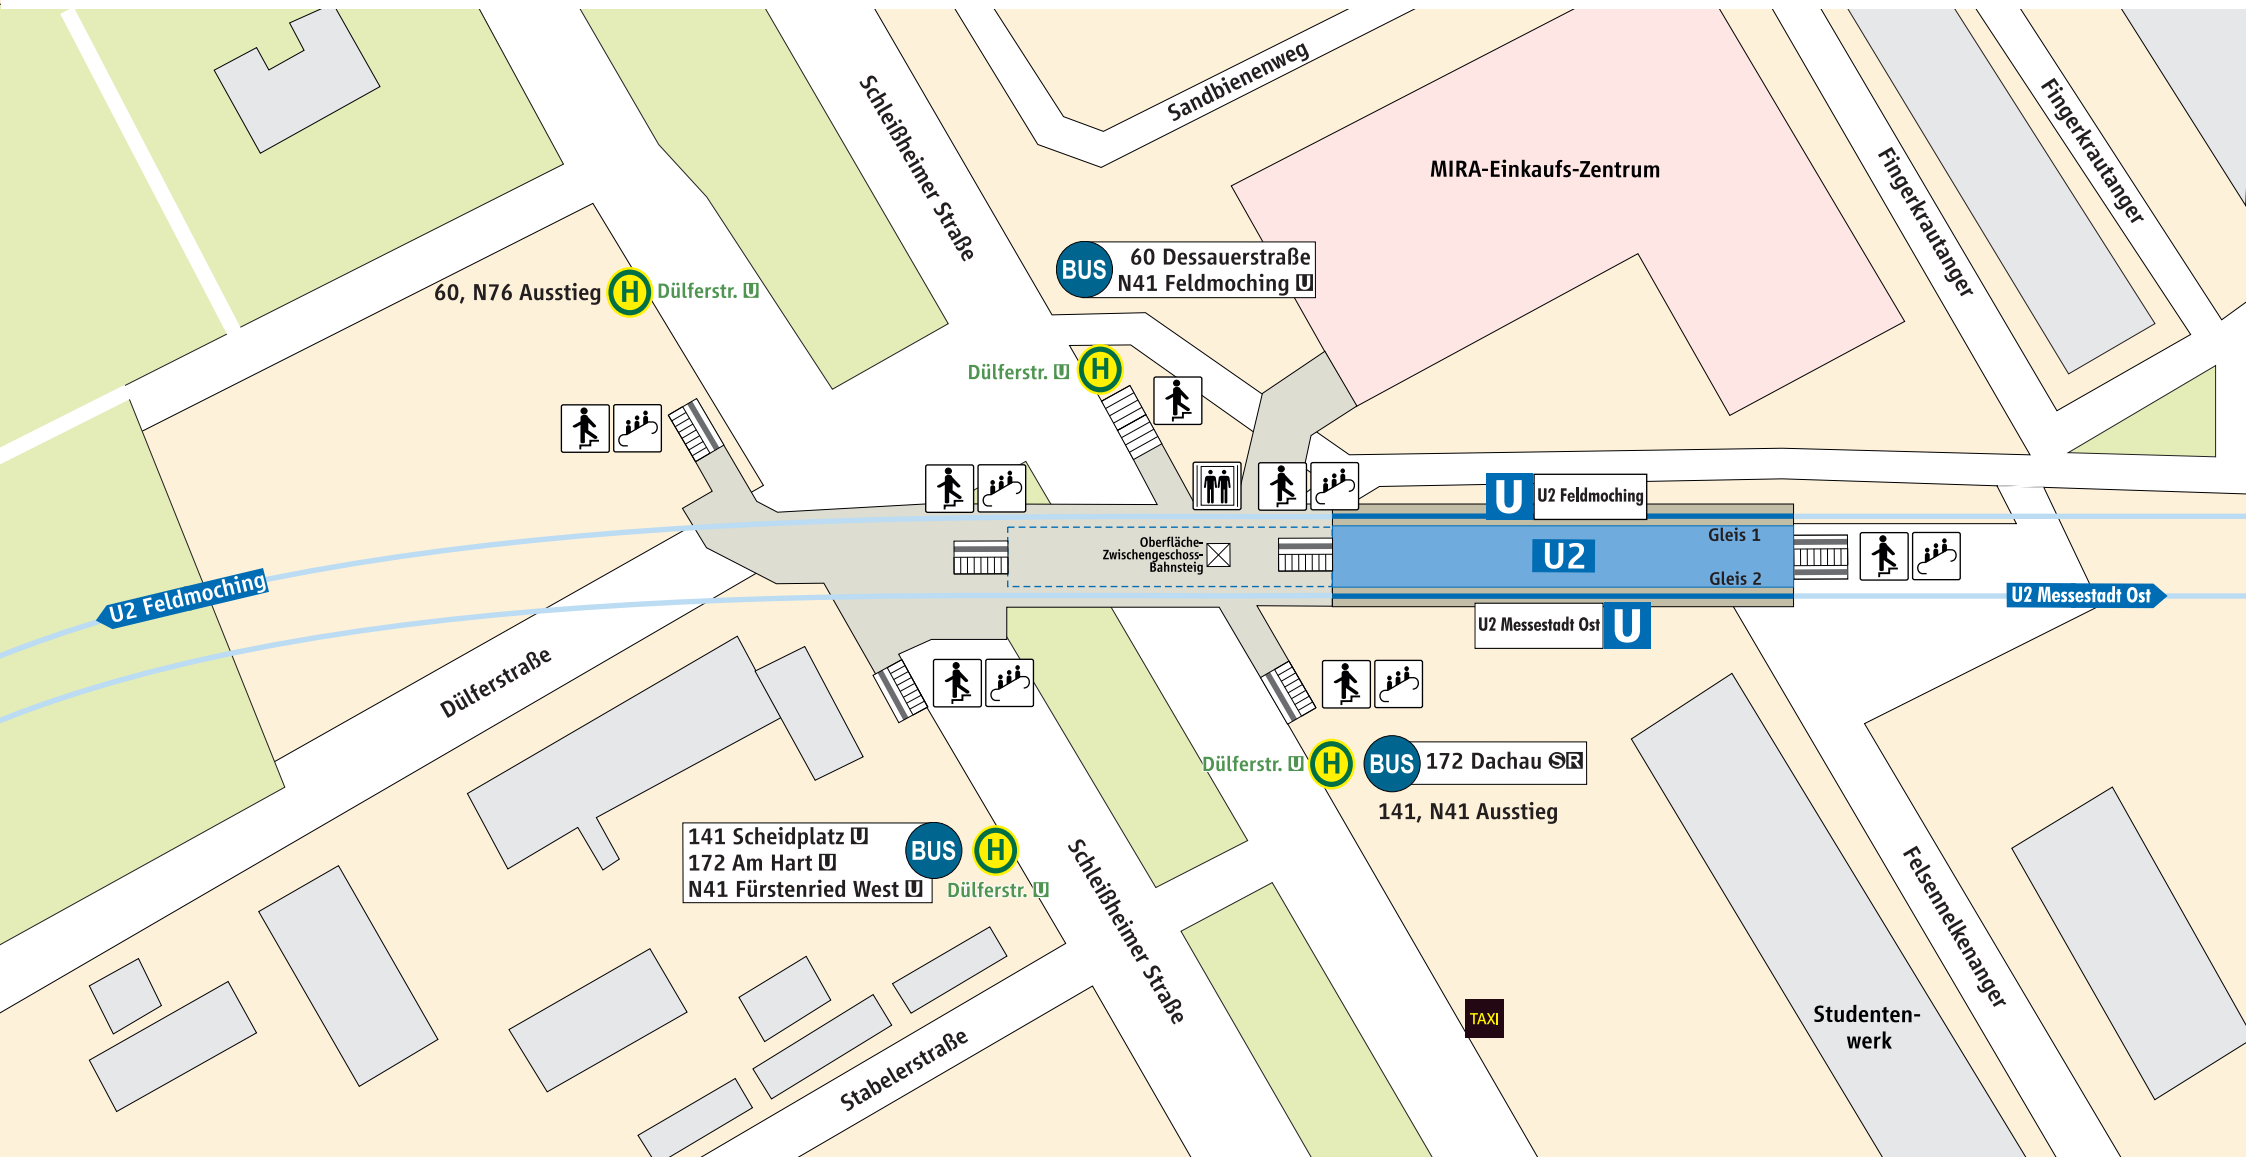 Sandbienenweg
Schleißheimer Straße
Fingerkrautanger
Fingerkrautanger
MIRA-Einkaufs-Zentrum
BUS
60 Dessauerstraße
N41 Feldmoching U
60, N76 Ausstieg
H
Dülferstr. U
Dülferstr. U
H
U
U2 Feldmoching
Gleis 1
U2
Gleis 2
Oberfläche-
Zwischengeschoss-
Bahnsteig
U2 Feldmoching
U2 Messestadt Ost
U2 Messestadt Ost
U
Dülferstraße
Dülferstr. U
H
BUS
172 Dachau S R
141, N41 Ausstieg
141 Scheidplatz U
172 Am Hart U
N41 Fürstenried West U
BUS
H
Dülferstr. U
Schleißheimer Straße
Felsennelkenanger
Studenten-
werk
TAXI
Stabelerstraße